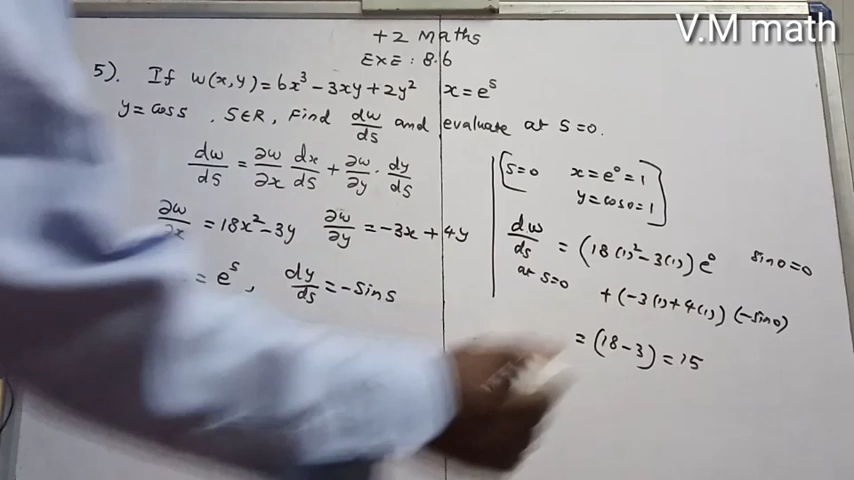 V.M math
+2 Maths
EXE : 8.6
5). If w(x,y) = 6x³ - 3xy + 2y² x = eˢ
y = cos s , S∈R, Find dw/ds and evaluate at S=0.
dw/ds = ∂w/∂x dx/ds + ∂w/∂y . dy/ds
∂w/∂x = 18x² - 3y ∂w/∂y = -3x + 4y
= eˢ , dy/ds = -sin s
S=0 x = e⁰ = 1
y = cos 0 = 1
dw/ds at S=0 = (18(1)² - 3(1)) e⁰ sin 0 = 0
+ (-3(1) + 4(1)) (-sin 0)
= (18-3) = 15